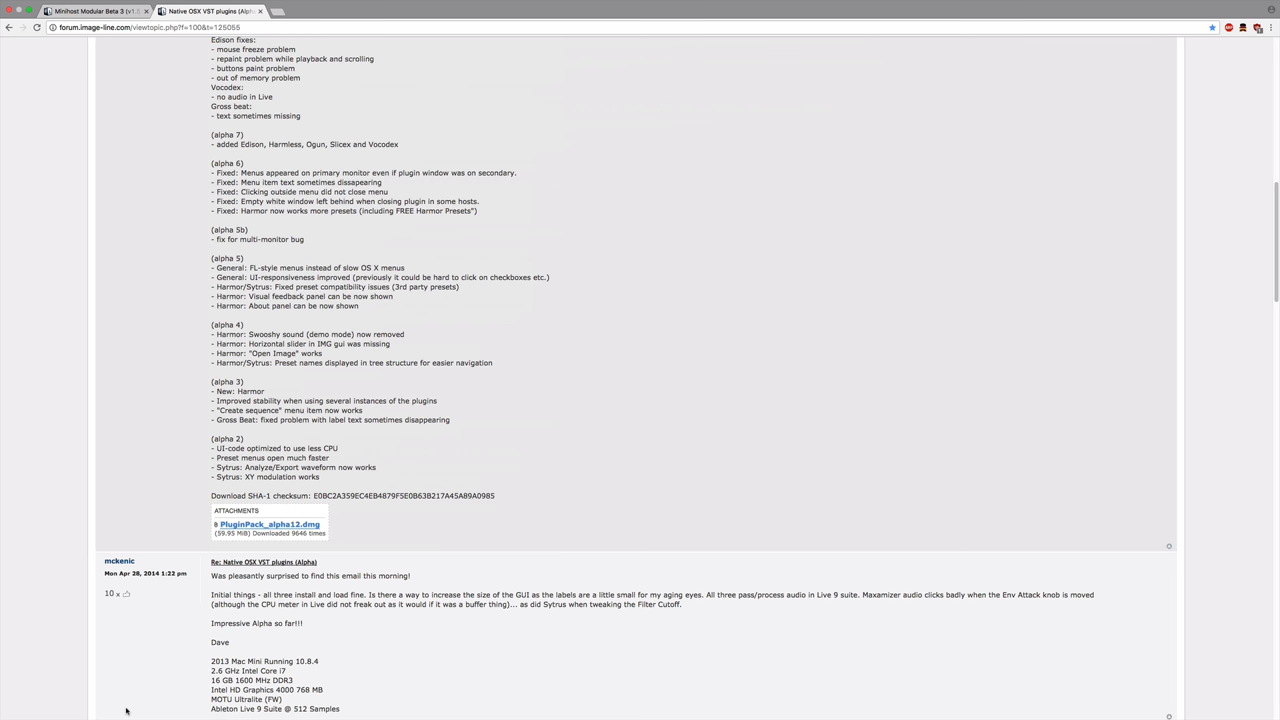 Minihost Modular Beta 3 (v1.5
Native OSX VST plugins (Alph
forum.image-line.com/viewtopic.php?f=100&t=125055
Edison fixes:
- mouse freeze problem
- repaint problem while playback and scrolling
- buttons paint problem
- out of memory problem
Vocodex:
- no audio in Live
Gross beat:
- text sometimes missing
(alpha 7)
- added Edison, Harmless, Ogun, Slicex and Vocodex
(alpha 6)
- Fixed: Menus appeared on primary monitor even if plugin window was on secondary.
- Fixed: Menu item text sometimes dissapearing
- Fixed: Clicking outside menu did not close menu
- Fixed: Empty white window left behind when closing plugin in some hosts.
- Fixed: Harmor now works more presets (including FREE Harmor Presets")
(alpha 5b)
- fix for multi-monitor bug
(alpha 5)
- General: FL-style menus instead of slow OS X menus
- General: UI-responsiveness improved (previously it could be hard to click on checkboxes etc.)
- Harmor/Sytrus: Fixed preset compatibility issues (3rd party presets)
- Harmor: Visual feedback panel can be now shown
- Harmor: About panel can be now shown
(alpha 4)
- Harmor: Swooshy sound (demo mode) now removed
- Harmor: Horizontal slider in IMG gui was missing
- Harmor: "Open Image" works
- Harmor/Sytrus: Preset names displayed in tree structure for easier navigation
(alpha 3)
- New: Harmor
- Improved stability when using several instances of the plugins
- "Create sequence" menu item now works
- Gross Beat: fixed problem with label text sometimes disappearing
(alpha 2)
- UI-code optimized to use less CPU
- Preset menus open much faster
- Sytrus: Analyze/Export waveform now works
- Sytrus: XY modulation works
Download SHA-1 checksum: E0BC2A359EC4EB4879F5E0B63B217A45A89A0985
ATTACHMENTS
PluginPack_alpha12.dmg
(59.95 MiB) Downloaded 9646 times
mckenic
Mon Apr 28, 2014 1:22 pm
10 x
Re: Native OSX VST plugins (Alpha)
Was pleasantly surprised to find this email this morning!
Initial things - all three install and load fine. Is there a way to increase the size of the GUI as the labels are a little small for my aging eyes. All three pass/process audio in Live 9 suite. Maxamizer audio clicks badly when the Env Attack knob is moved
(although the CPU meter in Live did not freak out as it would if it was a buffer thing)... as did Sytrus when tweaking the Filter Cutoff.
Impressive Alpha so far!!!
Dave
2013 Mac Mini Running 10.8.4
2.6 GHz Intel Core i7
16 GB 1600 MHz DDR3
Intel HD Graphics 4000 768 MB
MOTU Ultralite (FW)
Ableton Live 9 Suite @ 512 Samples